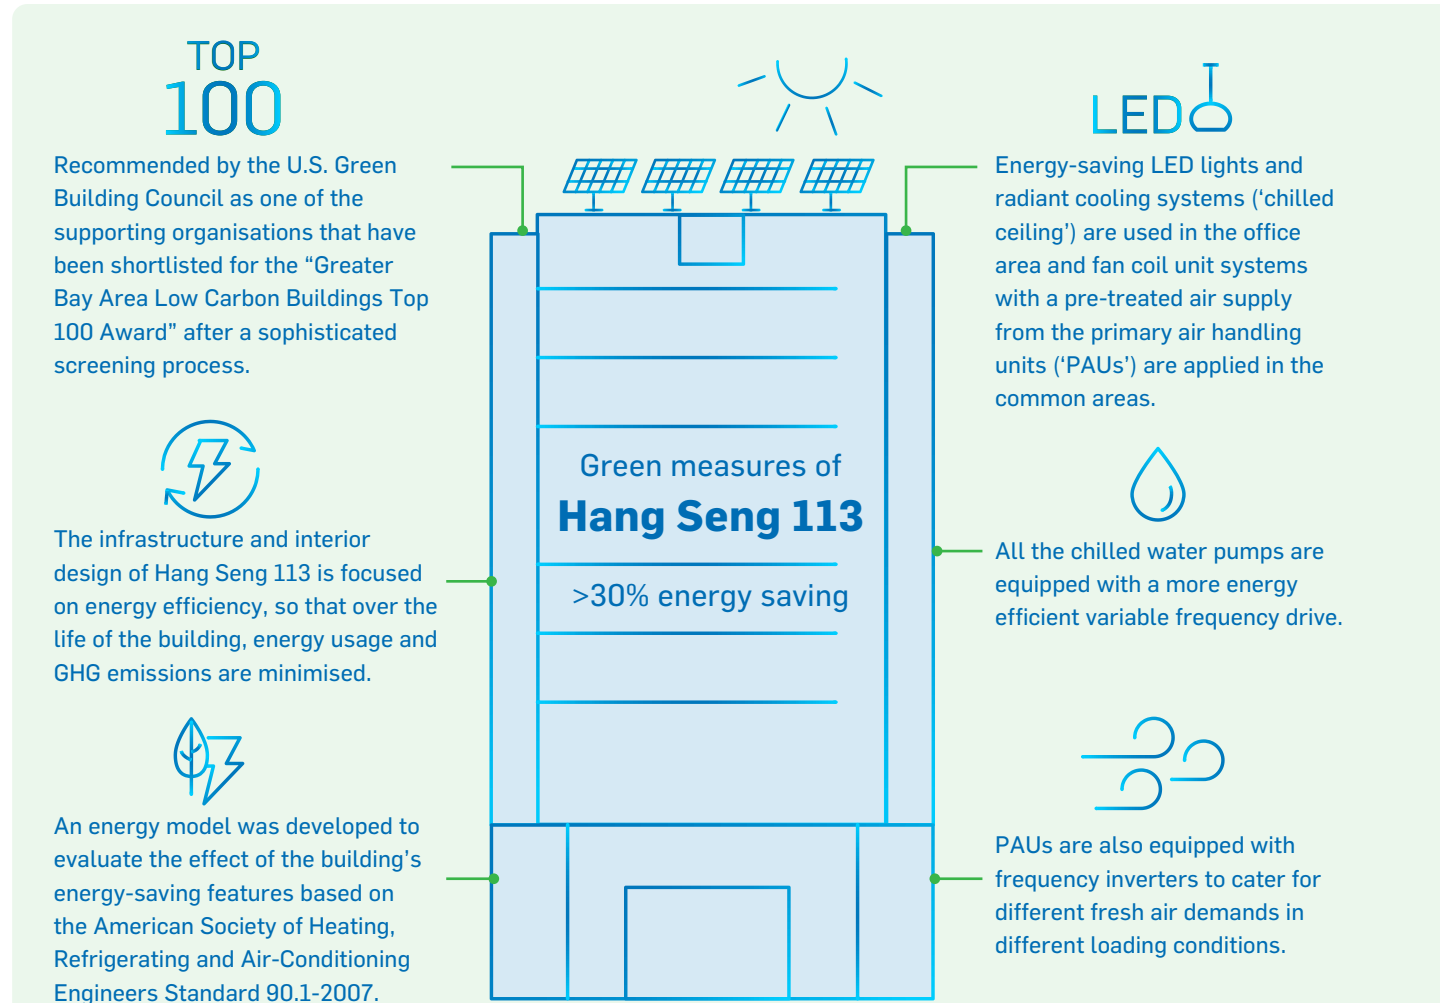 TOP
100
Recommended by the U.S. Green
Building Council as one of the
supporting organisations that have
been shortlisted for the “Greater
Bay Area Low Carbon Buildings Top
100 Award” after a sophisticated
screening process.
The infrastructure and interior
design of Hang Seng 113 is focused
on energy efficiency, so that over the
life of the building, energy usage and
GHG emissions are minimised.
An energy model was developed to
evaluate the effect of the building’s
energy-saving features based on
the American Society of Heating,
Refrigerating and Air-Conditioning
Engineers Standard 90.1-2007.
Green measures of
Hang Seng 113
>30% energy saving
LED
Energy-saving LED lights and
radiant cooling systems (‘chilled
ceiling’) are used in the office
area and fan coil unit systems
with a pre-treated air supply
from the primary air handling
units (‘PAUs’) are applied in the
common areas.
All the chilled water pumps are
equipped with a more energy
efficient variable frequency drive.
PAUs are also equipped with
frequency inverters to cater for
different fresh air demands in
different loading conditions.